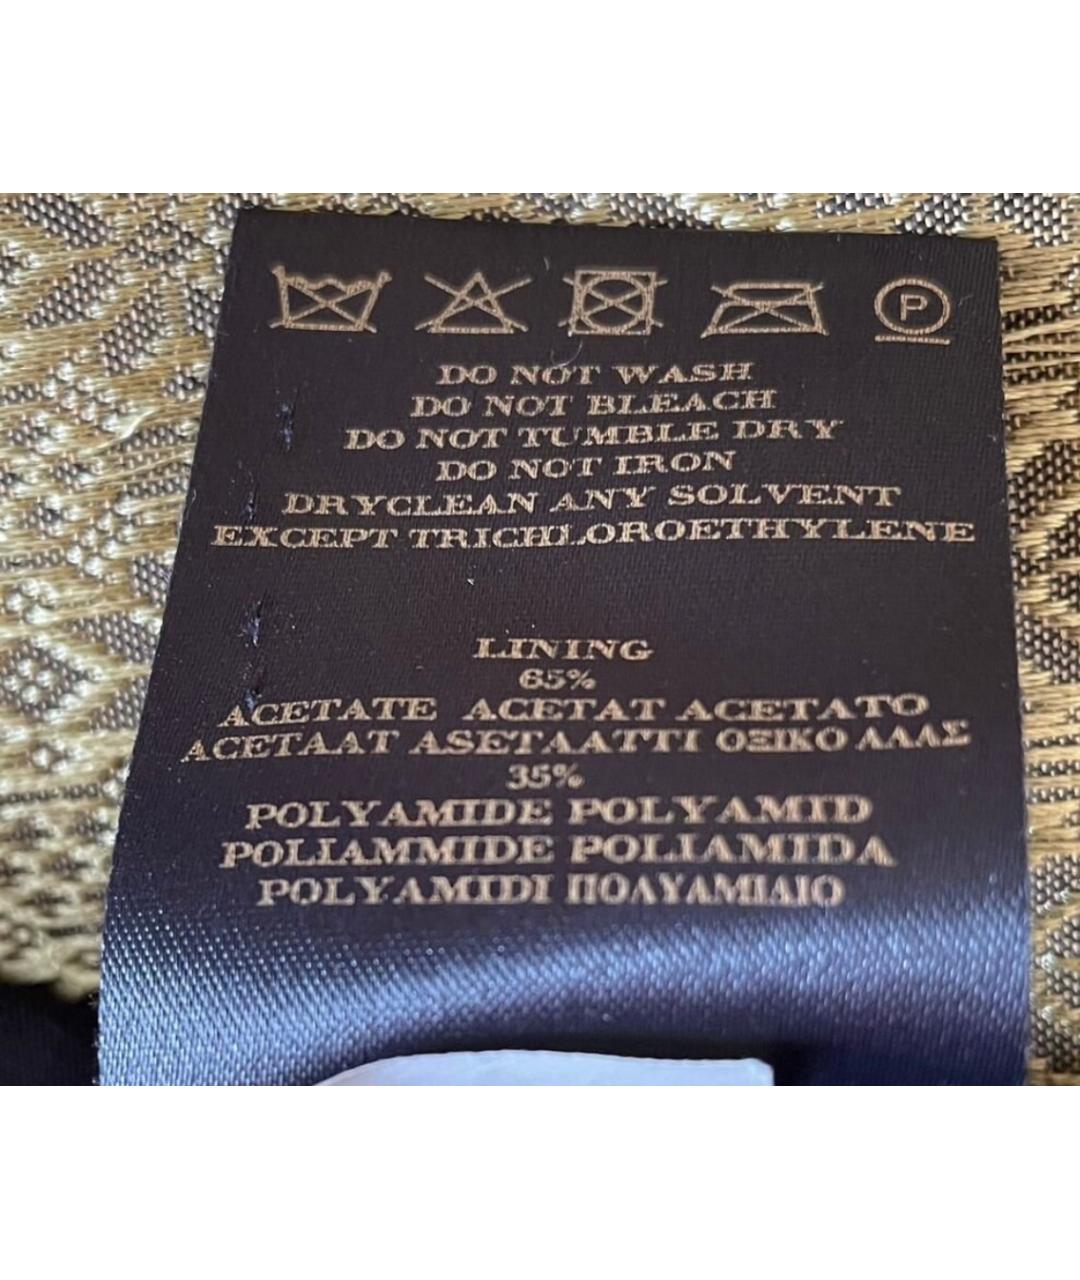 P
DO NOT WASH
DO NOT BLEACH
DO NOT TUMBLE DRY
DO NOT IRON
DRYCLEAN ANY SOLVENT
EXCEPT TRICHLOROETHYLENE
LINING
65%
ACETATE ACETAT ACETATO
ACETAAT ASETAATTI ΟΞΙΚΟ ΑΛΑΣ
35%
POLYAMIDE POLYAMID
POLIAMMIDE POLIAMIDA
POLYAMIDI ΠΟΛΥΑΜΙΔΙΟ